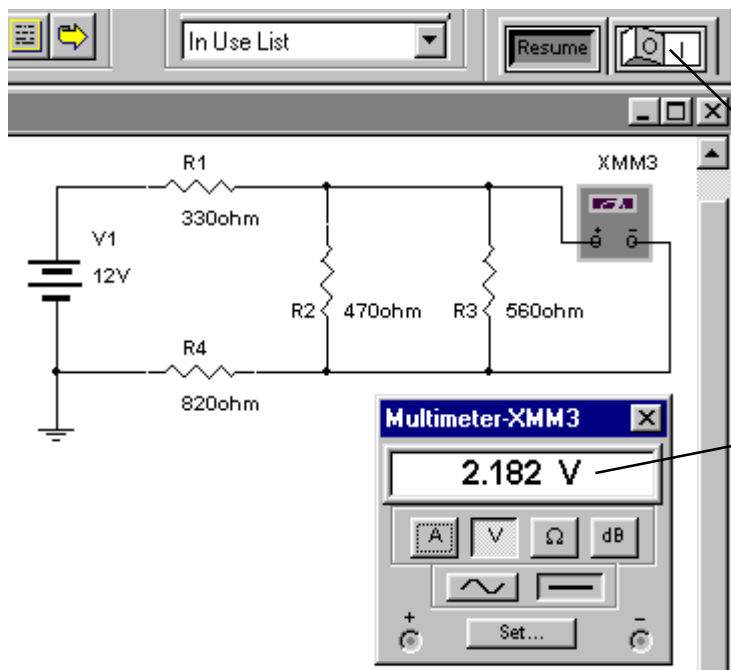 In Use List
Resume
R1
XMM3
330ohm
V1
12V
R2 470ohm R3 560ohm
R4
820ohm
Multimeter-XMM3
2.182 V
A V Ω dB
+ −
Set...